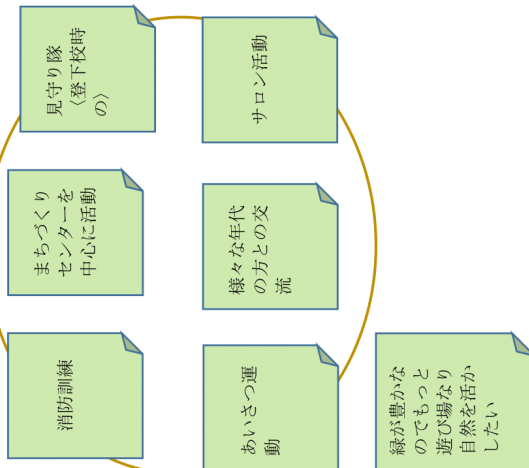 見守り隊
〈登下校時
の〉
まちづくり
センターを
中心に活動
消防訓練
サロン活動
様々な年代
の方との交
流
あいさつ運
動
緑が豊かな
のでもっと
遊び場なり
自然を活か
したい